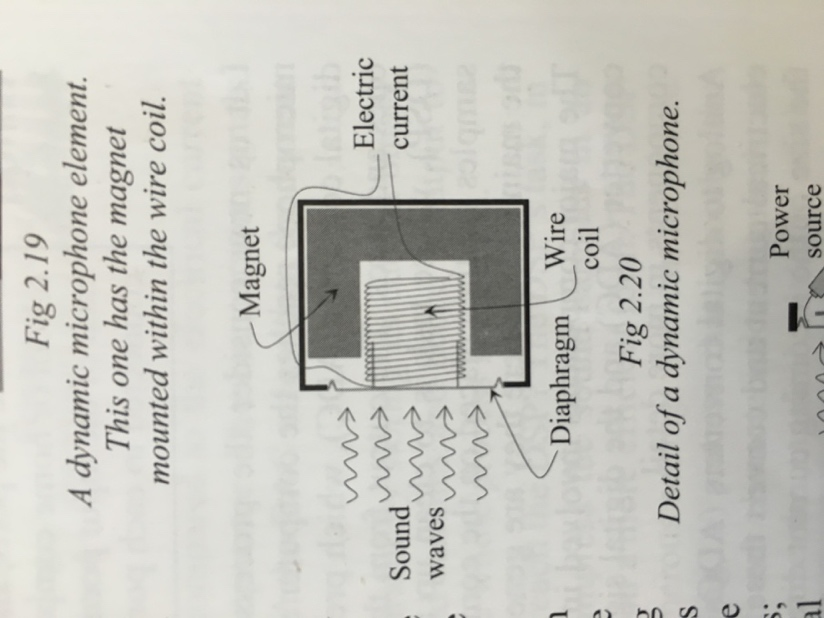 Fig 2.19
A dynamic microphone element.
This one has the magnet
mounted within the wire coil.
Magnet
Electric
current
Sound
waves
Diaphragm
Wire
coil
Fig 2.20
Detail of a dynamic microphone.
Power
source